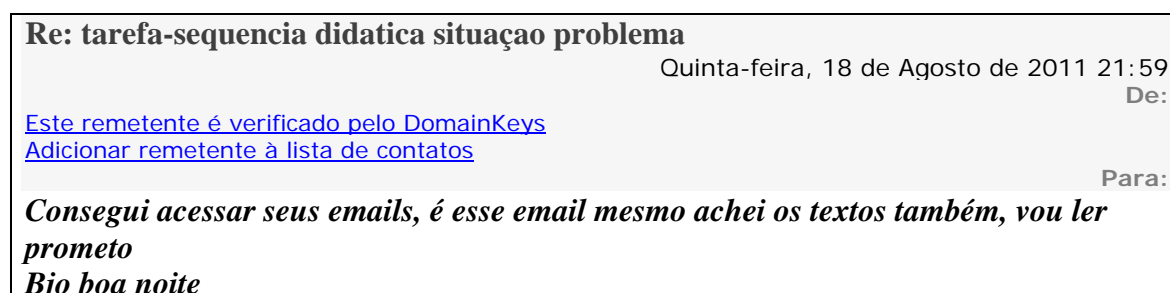 Re: tarefa-sequencia didatica situaçao problema
Quinta-feira, 18 de Agosto de 2011 21:59
De:
Este remetente é verificado pelo DomainKeys
Adicionar remetente à lista de contatos
Para:
Consegui acessar seus emails, é esse email mesmo achei os textos também, vou ler
prometo
Bjo boa noite